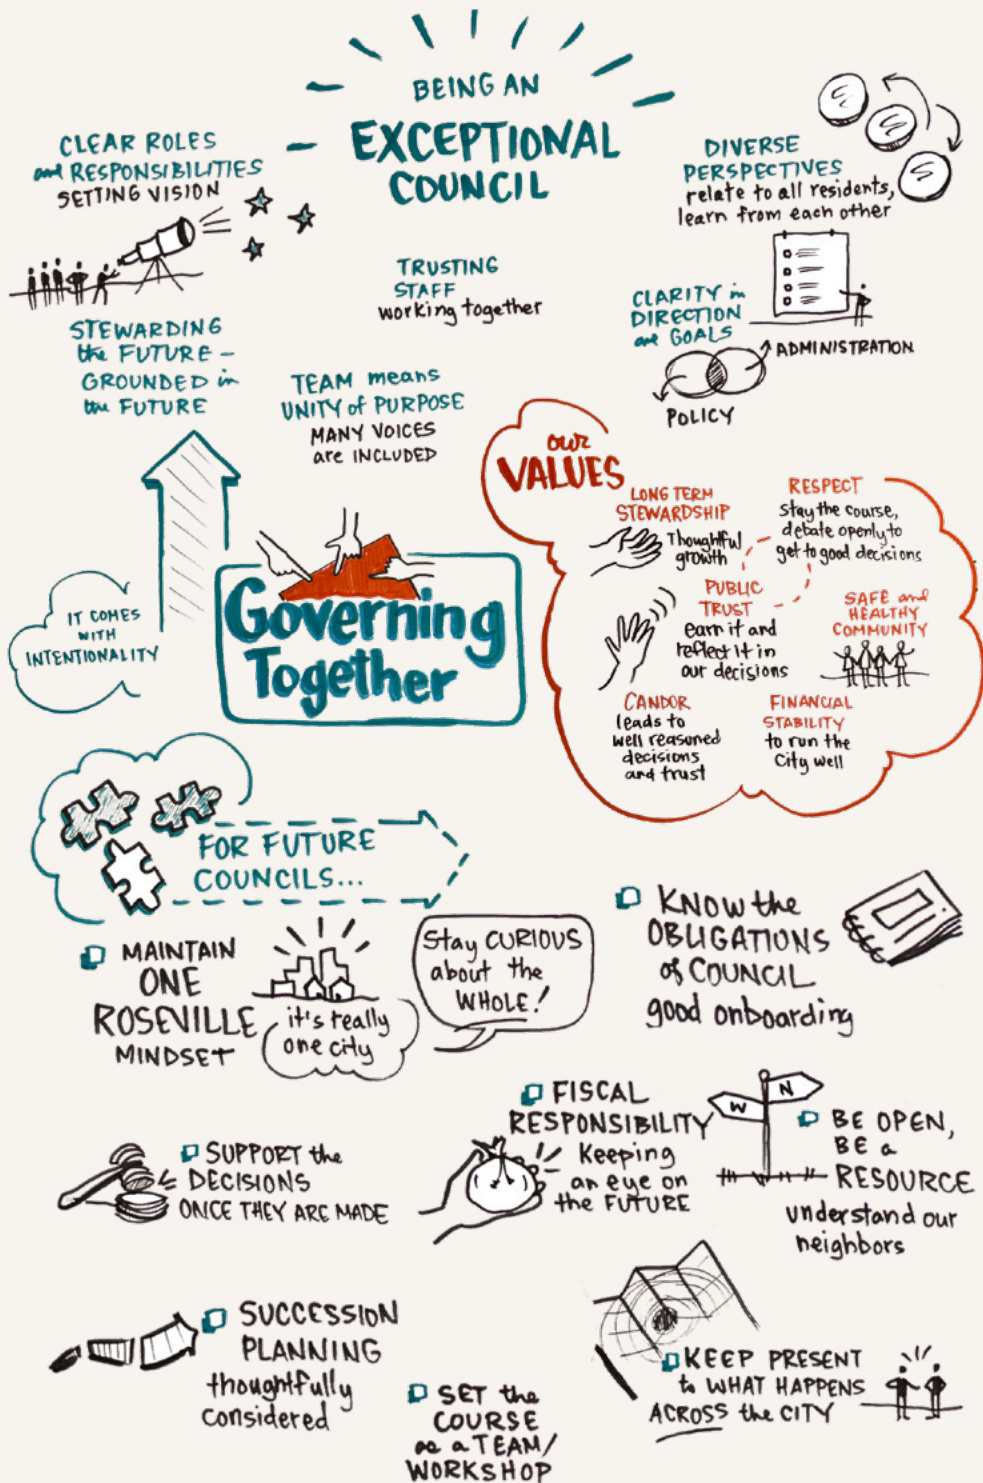 BEING AN
EXCEPTIONAL
COUNCIL
CLEAR ROLES
and RESPONSIBILITIES
SETTING VISION
DIVERSE
PERSPECTIVES
relate to all residents,
learn from each other
TRUSTING
STAFF
working together
CLARITY in
DIRECTION
and GOALS
ADMINISTRATION
POLICY
STEWARDING
the FUTURE –
GROUNDED in
the FUTURE
TEAM means
UNITY of PURPOSE
MANY VOICES
are INCLUDED
IT COMES
WITH
INTENTIONALITY
Governing
Together
our
VALUES
LONG TERM
STEWARDSHIP
Thoughtful
growth
RESPECT
Stay the course,
debate openly to
get to good decisions
PUBLIC
TRUST
earn it and
reflect it in
our decisions
SAFE and
HEALTHY
COMMUNITY
CANDOR
leads to
well reasoned
decisions
and trust
FINANCIAL
STABILITY
to run the
City well
FOR FUTURE
COUNCILS...
MAINTAIN
ONE
ROSEVILLE
MINDSET
it's really
one city
Stay CURIOUS
about the
WHOLE!
KNOW the
OBLIGATIONS
of COUNCIL
good onboarding
SUPPORT the
DECISIONS
ONCE THEY ARE MADE
FISCAL
RESPONSIBILITY
Keeping
an eye on
the FUTURE
W
N
BE OPEN,
BE a
RESOURCE
understand our
neighbors
SUCCESSION
PLANNING
thoughtfully
considered
SET the
COURSE
as a TEAM/
WORKSHOP
KEEP PRESENT
to WHAT HAPPENS
ACROSS the CITY